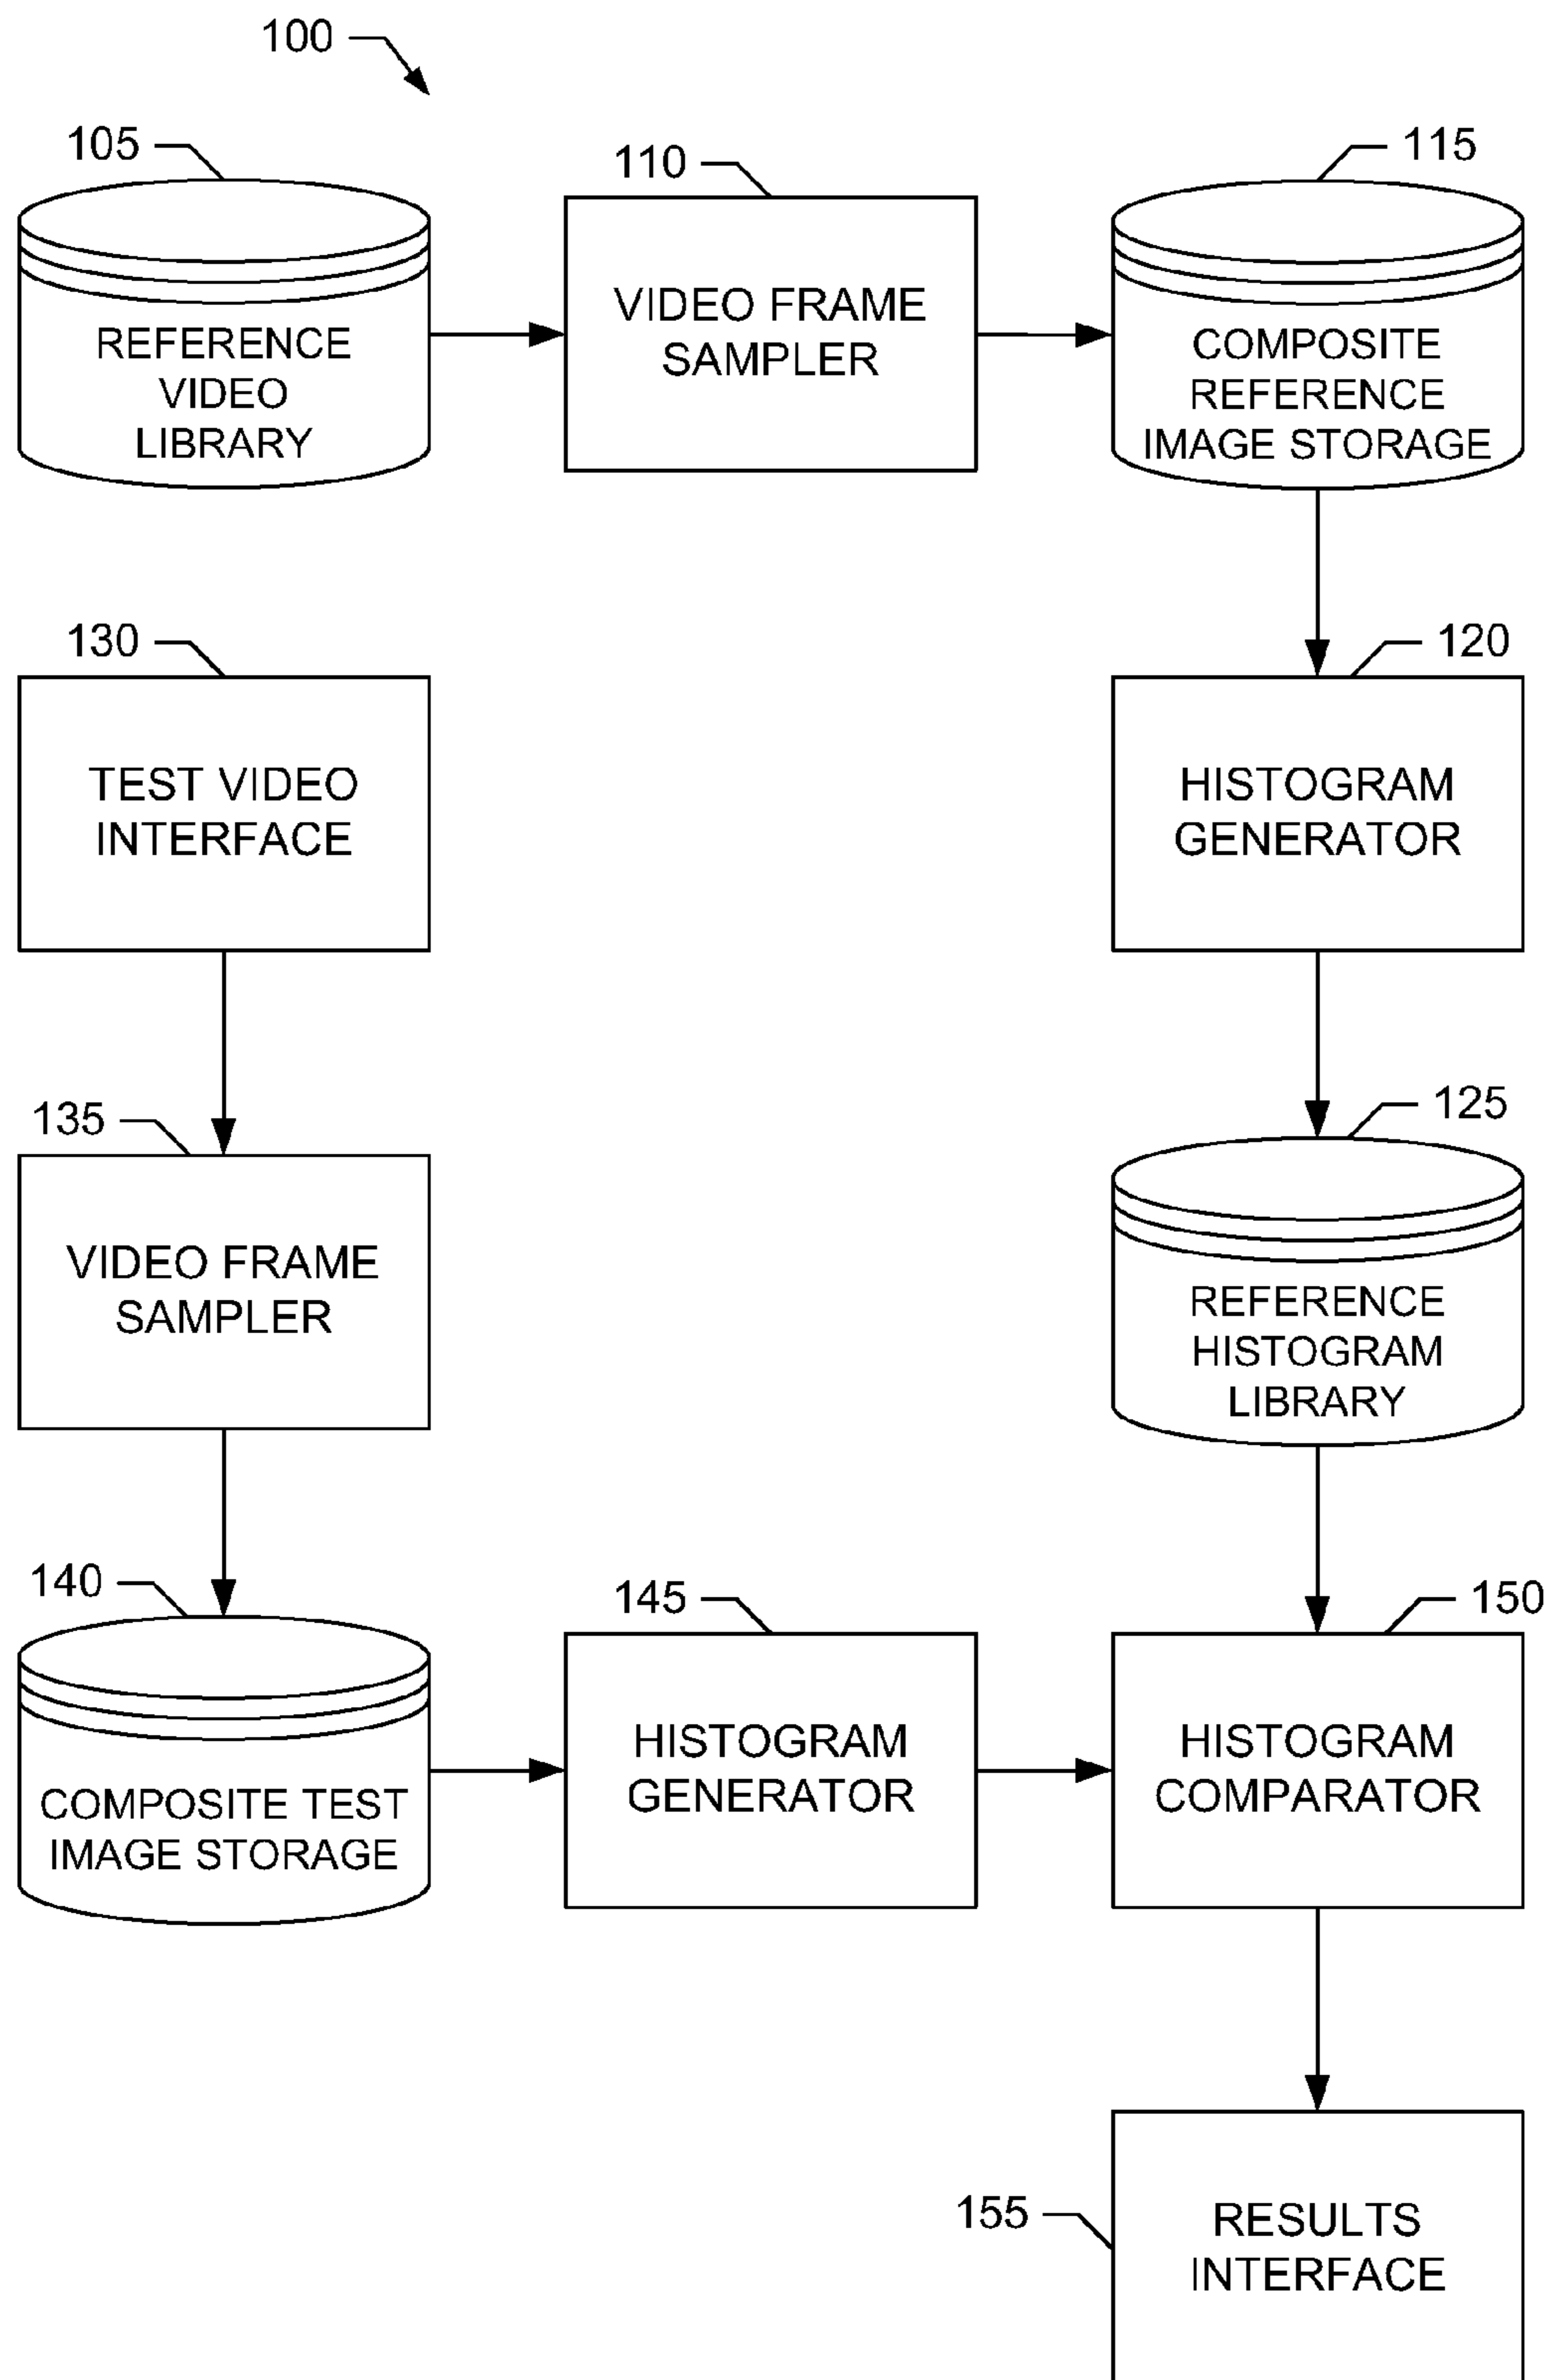 100
105
REFERENCE
VIDEO
LIBRARY
110
VIDEO FRAME
SAMPLER
115
COMPOSITE
REFERENCE
IMAGE STORAGE
130
TEST VIDEO
INTERFACE
120
HISTOGRAM
GENERATOR
135
VIDEO FRAME
SAMPLER
125
REFERENCE
HISTOGRAM
LIBRARY
140
COMPOSITE TEST
IMAGE STORAGE
145
HISTOGRAM
GENERATOR
150
HISTOGRAM
COMPARATOR
155
RESULTS
INTERFACE